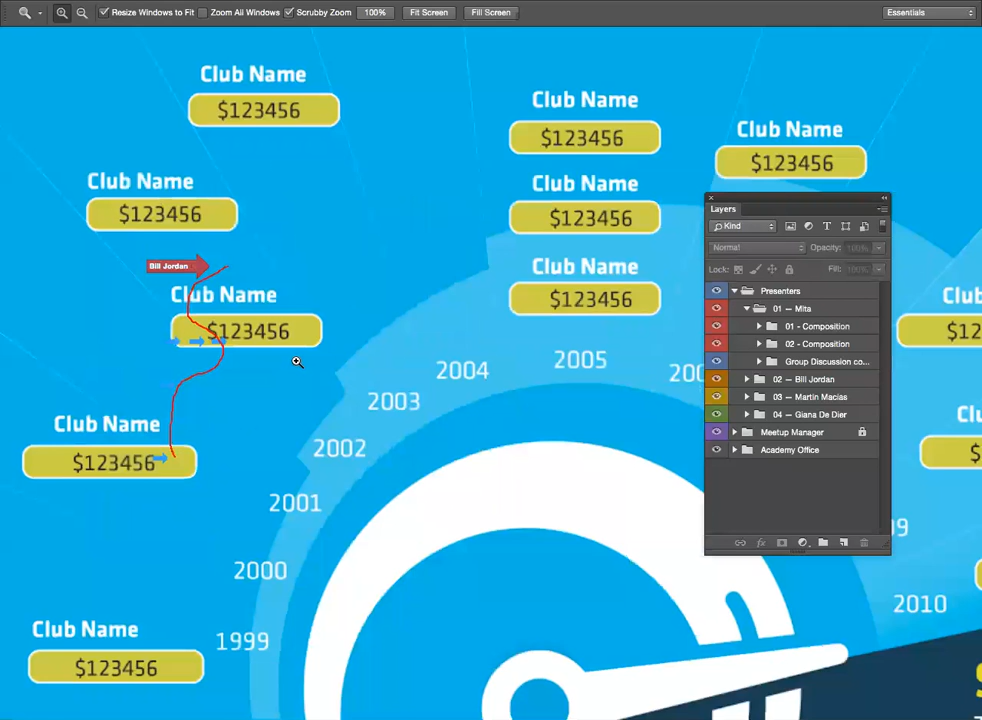 Resize Windows to Fit Zoom All Windows Scrubby Zoom 100% Fit Screen Fill Screen Essentials
Club Name
$123456
Club Name
$123456
Club Name
$123456
Club Name
$123456
Bill Jordan
Club Name
$123456
Club Name
$123456
Club Name
$123456
Club Name
$123456
Club Name
$123456
1999
2000
2001
2002
2003
2004
2005
2010
Layers
Kind
Normal Opacity: 100%
Lock: Fill: 100%
Presenters
01 — Mita
01 - Composition
02 - Composition
Group Discussion co...
02 — Bill Jordan
03 — Martin Macias
04 — Giana De Dier
Meetup Manager
Academy Office